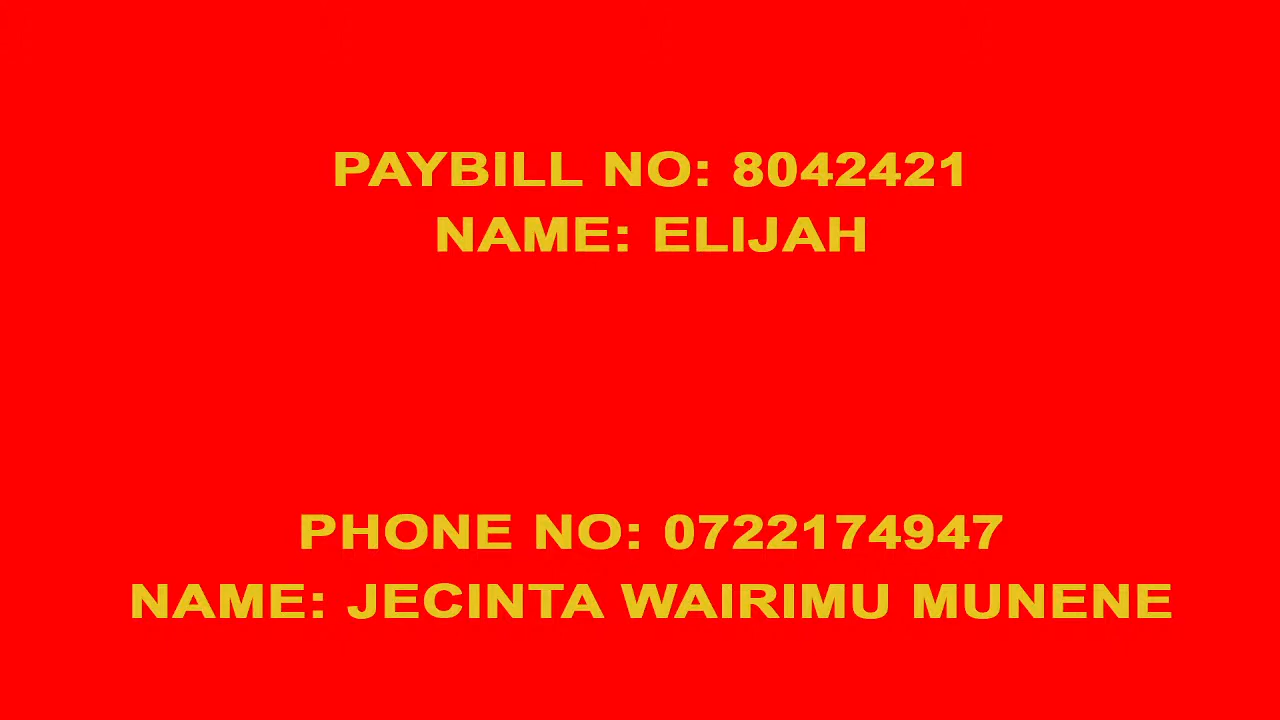 PAYBILL NO: 8042421
NAME: ELIJAH
PHONE NO: 0722174947
NAME: JECINTA WAIRIMU MUNENE